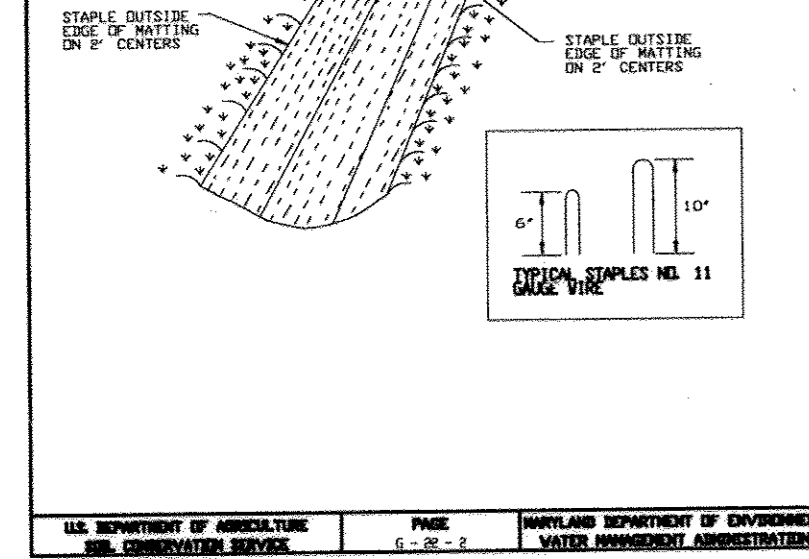 STAPLE OUTSIDE
EDGE OF MATTING
ON 2' CENTERS
STAPLE OUTSIDE
EDGE OF MATTING
ON 2' CENTERS
6"
10"
TYPICAL STAPLES NO. 11
GAUGE WIRE
U.S. DEPARTMENT OF AGRICULTURE
SOIL CONSERVATION SERVICE
PAGE
G - 22 - 2
MARYLAND DEPARTMENT OF ENVIRONME
WATER MANAGEMENT ADMINISTRATION